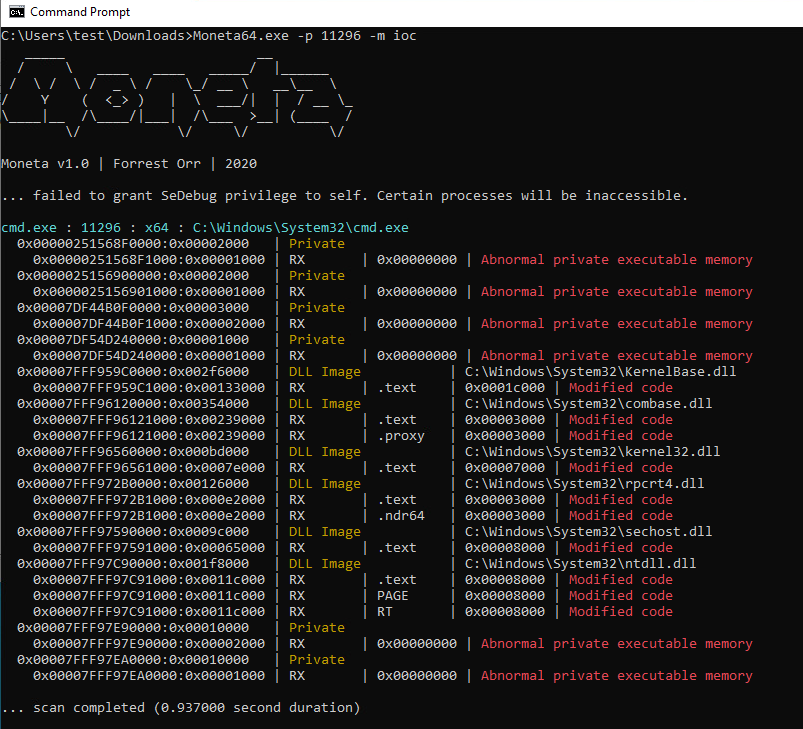 Command Prompt
C:\Users\test\Downloads>Moneta64.exe -p 11296 -m ioc
Moneta
Moneta v1.0 | Forrest Orr | 2020
... failed to grant SeDebug privilege to self. Certain processes will be inaccessible.
cmd.exe : 11296 : x64 : C:\Windows\System32\cmd.exe
0x00000251568F0000:0x00002000 | Private
0x00000251568F1000:0x00001000 | RX | 0x00000000 | Abnormal private executable memory
0x0000025156900000:0x00002000 | Private
0x0000025156901000:0x00001000 | RX | 0x00000000 | Abnormal private executable memory
0x00007DF44B0F0000:0x00003000 | Private
0x00007DF44B0F1000:0x00002000 | RX | 0x00000000 | Abnormal private executable memory
0x00007DF54D240000:0x00001000 | Private
0x00007DF54D240000:0x00001000 | RX | 0x00000000 | Abnormal private executable memory
0x00007FFF959C0000:0x002f6000 | DLL Image | C:\Windows\System32\KernelBase.dll
0x00007FFF959C1000:0x00133000 | RX | .text | 0x0001c000 | Modified code
0x00007FFF96120000:0x00354000 | DLL Image | C:\Windows\System32\combase.dll
0x00007FFF96121000:0x00239000 | RX | .text | 0x00003000 | Modified code
0x00007FFF96121000:0x00239000 | RX | .proxy | 0x00003000 | Modified code
0x00007FFF96560000:0x000bd000 | DLL Image | C:\Windows\System32\kernel32.dll
0x00007FFF96561000:0x0007e000 | RX | .text | 0x00007000 | Modified code
0x00007FFF972B0000:0x00126000 | DLL Image | C:\Windows\System32\rpcrt4.dll
0x00007FFF972B1000:0x000e2000 | RX | .text | 0x00003000 | Modified code
0x00007FFF972B1000:0x000e2000 | RX | .ndr64 | 0x00003000 | Modified code
0x00007FFF97590000:0x0009c000 | DLL Image | C:\Windows\System32\sechost.dll
0x00007FFF97591000:0x00065000 | RX | .text | 0x00008000 | Modified code
0x00007FFF97C90000:0x001f8000 | DLL Image | C:\Windows\System32\ntdll.dll
0x00007FFF97C91000:0x0011c000 | RX | .text | 0x00008000 | Modified code
0x00007FFF97C91000:0x0011c000 | RX | PAGE | 0x00008000 | Modified code
0x00007FFF97C91000:0x0011c000 | RX | RT | 0x00008000 | Modified code
0x00007FFF97E90000:0x00010000 | Private
0x00007FFF97E90000:0x00002000 | RX | 0x00000000 | Abnormal private executable memory
0x00007FFF97EA0000:0x00010000 | Private
0x00007FFF97EA0000:0x00001000 | RX | 0x00000000 | Abnormal private executable memory
... scan completed (0.937000 second duration)